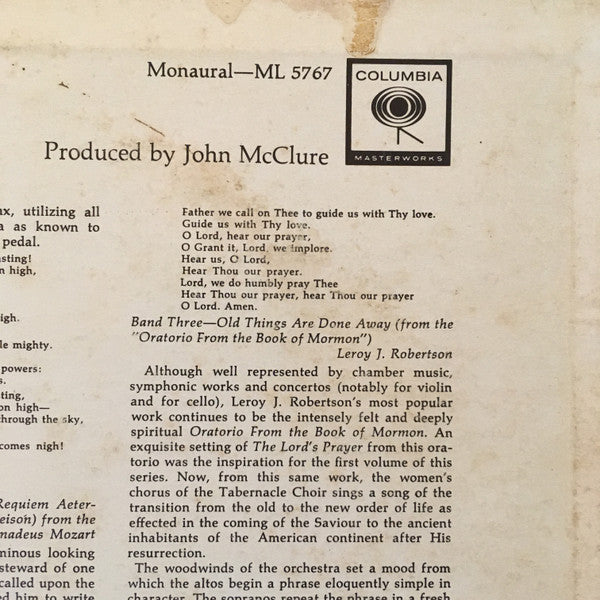 Monaural—ML 5767
COLUMBIA
MASTERWORKS
Produced by John McClure
utilizing all
a as known to
pedal.
asting!
n high,
igh.
le mighty.
powers:
s.
sting,
on high—
through the sky,
comes nigh!
Requiem Aeter-
eison) from the
madeus Mozart
minous looking
steward of one
called upon the
ed him to write
Father we call on Thee to guide us with Thy love.
Guide us with Thy love.
O Lord, hear our prayer,
O Grant it, Lord, we implore.
Hear us, O Lord,
Hear Thou our prayer.
Lord, we do humbly pray Thee
Hear Thou our prayer, hear Thou our prayer
O Lord. Amen.
Band Three—Old Things Are Done Away (from the
"Oratorio From the Book of Mormon")
Leroy J. Robertson
Although well represented by chamber music,
symphonic works and concertos (notably for violin
and for cello), Leroy J. Robertson's most popular
work continues to be the intensely felt and deeply
spiritual Oratorio From the Book of Mormon. An
exquisite setting of The Lord's Prayer from this ora-
torio was the inspiration for the first volume of this
series. Now, from this same work, the women's
chorus of the Tabernacle Choir sings a song of the
transition from the old to the new order of life as
effected in the coming of the Saviour to the ancient
inhabitants of the American continent after His
resurrection.
The woodwinds of the orchestra set a mood from
which the altos begin a phrase eloquently simple in
character. The sopranos repeat the phrase in a fresh